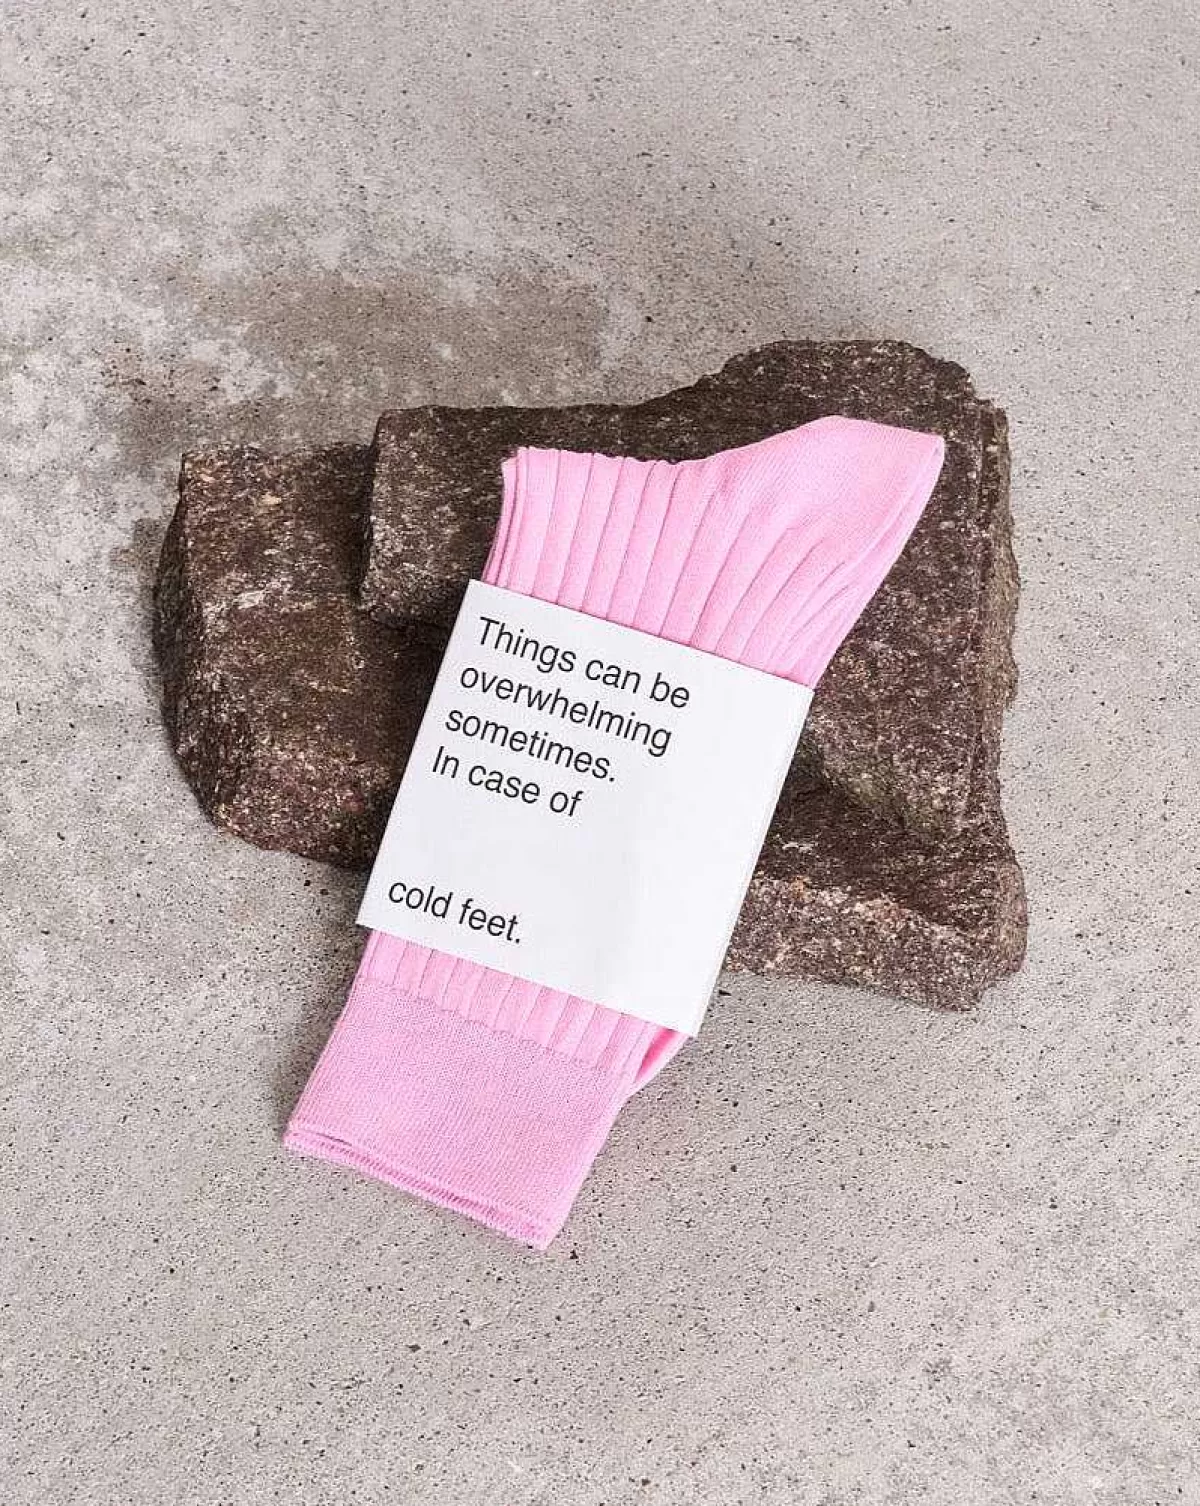 Things can be
overwhelming
sometimes.
In case of
cold feet.